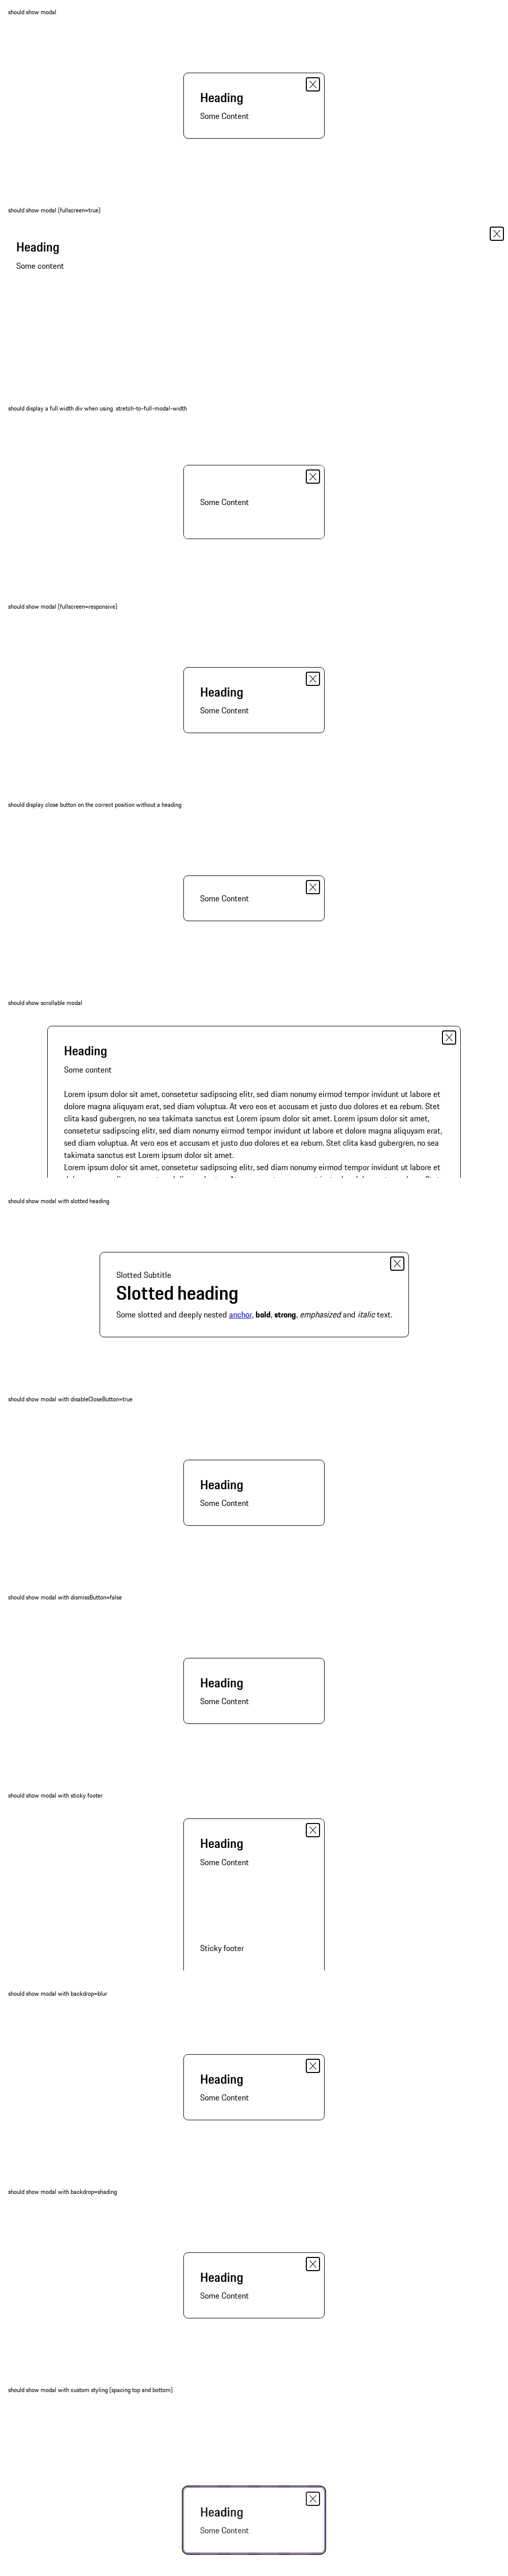 should show modal
Heading
Some Content
should show modal (fullscreen=true)
Heading
Some content
should display a full width div when using .stretch-to-full-modal-width
Some Content
should show modal (fullscreen=responsive)
Heading
Some Content
should display close button on the correct position without a heading
Some Content
should show scrollable modal
Heading
Some content
Lorem ipsum dolor sit amet, consetetur sadipscing elitr, sed diam nonumy eirmod tempor invidunt ut labore et
dolore magna aliquyam erat, sed diam voluptua. At vero eos et accusam et justo duo dolores et ea rebum. Stet
clita kasd gubergren, no sea takimata sanctus est Lorem ipsum dolor sit amet. Lorem ipsum dolor sit amet,
consetetur sadipscing elitr, sed diam nonumy eirmod tempor invidunt ut labore et dolore magna aliquyam erat,
sed diam voluptua. At vero eos et accusam et justo duo dolores et ea rebum. Stet clita kasd gubergren, no sea
takimata sanctus est Lorem ipsum dolor sit amet.
Lorem ipsum dolor sit amet, consetetur sadipscing elitr, sed diam nonumy eirmod tempor invidunt ut labore et
should show modal with slotted heading
Slotted Subtitle
Slotted heading
Some slotted and deeply nested anchor, bold, strong, emphasized and italic text.
should show modal with disableCloseButton=true
Heading
Some Content
should show modal with dismissButton=false
Heading
Some Content
should show modal with sticky footer
Heading
Some Content
Sticky footer
should show modal with backdrop=blur
Heading
Some Content
should show modal with backdrop=shading
Heading
Some Content
should show modal with custom styling (spacing top and bottom)
Heading
Some Content